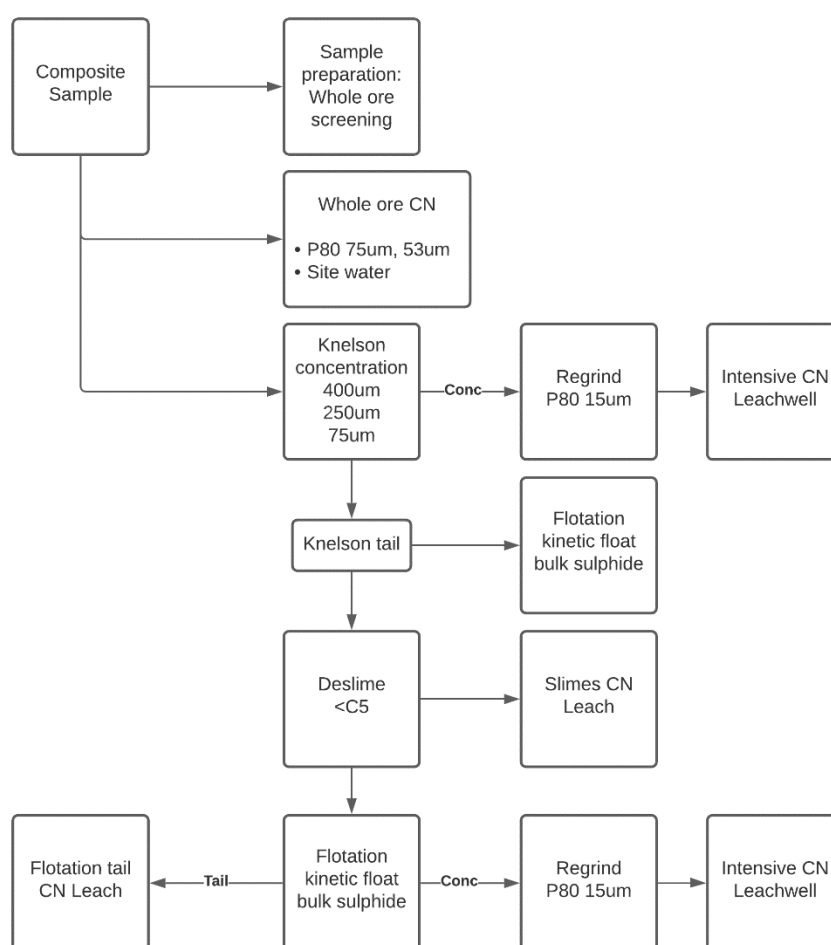 Composite
Sample
Sample
preparation:
Whole ore
screening
Whole ore CN
• P80 75um, 53um
• Site water
Knelson
concentration
400um
250um
75um
Conc
Regrind
P80 15um
Intensive CN
Leachwell
Knelson tail
Flotation
kinetic float
bulk sulphide
Deslime
<C5
Slimes CN
Leach
Flotation tail
CN Leach
Tail
Flotation
kinetic float
bulk sulphide
Conc
Regrind
P80 15um
Intensive CN
Leachwell